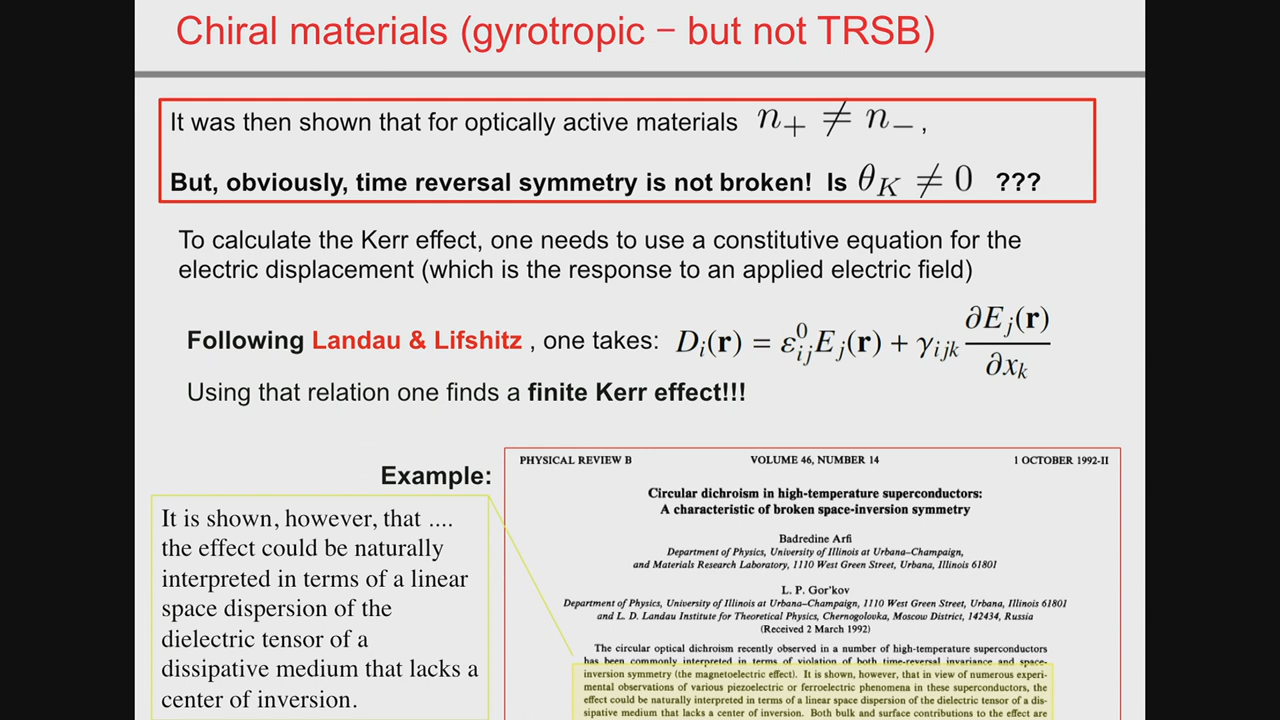 Chiral materials (gyrotropic – but not TRSB)
It was then shown that for optically active materials n₊ ≠ n₋ ,
But, obviously, time reversal symmetry is not broken! Is θ_K ≠ 0 ???
To calculate the Kerr effect, one needs to use a constitutive equation for the
electric displacement (which is the response to an applied electric field)
Following Landau & Lifshitz , one takes: D_i(r) = ε⁰_ij E_j(r) + γ_ijk ∂E_j(r)/∂x_k
Using that relation one finds a finite Kerr effect!!!
Example:
It is shown, however, that ....
the effect could be naturally
interpreted in terms of a linear
space dispersion of the
dielectric tensor of a
dissipative medium that lacks a
center of inversion.
PHYSICAL REVIEW B VOLUME 46, NUMBER 14 1 OCTOBER 1992-II
Circular dichroism in high-temperature superconductors:
A characteristic of broken space-inversion symmetry
Badredine Arfi
Department of Physics, University of Illinois at Urbana–Champaign,
and Materials Research Laboratory, 1110 West Green Street, Urbana, Illinois 61801
L. P. Gor'kov
Department of Physics, University of Illinois at Urbana–Champaign, 1110 West Green Street, Urbana, Illinois 61801
and L. D. Landau Institute for Theoretical Physics, Chernogolovka, Moscow District, 142434, Russia
(Received 2 March 1992)
The circular optical dichroism recently observed in a number of high-temperature superconductors
has been commonly interpreted in terms of violation of both time-reversal invariance and space-
inversion symmetry (the magnetoelectric effect). It is shown, however, that in view of numerous experi-
mental observations of various piezoelectric or ferroelectric phenomena in these superconductors, the
effect could be naturally interpreted in terms of a linear space dispersion of the dielectric tensor of a dis-
sipative medium that lacks a center of inversion. Both bulk and surface contributions to the effect are